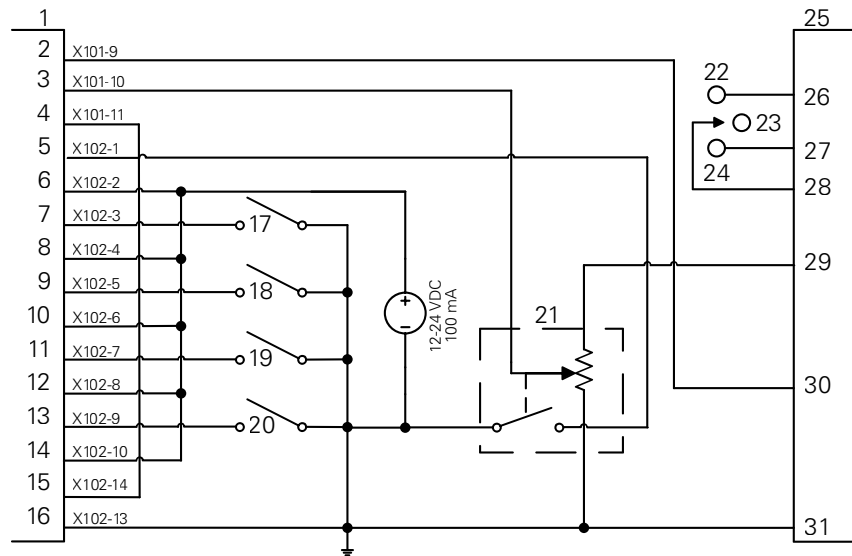 1
2 X101-9
3 X101-10
4 X101-11
5 X102-1
6 X102-2
7 X102-3
8 X102-4
9 X102-5
10 X102-6
11 X102-7
12 X102-8
13 X102-9
14 X102-10
15 X102-14
16 X102-13
17
18
19
20
12-24 VDC
100 mA
21
22
23
24
25
26
27
28
29
30
31